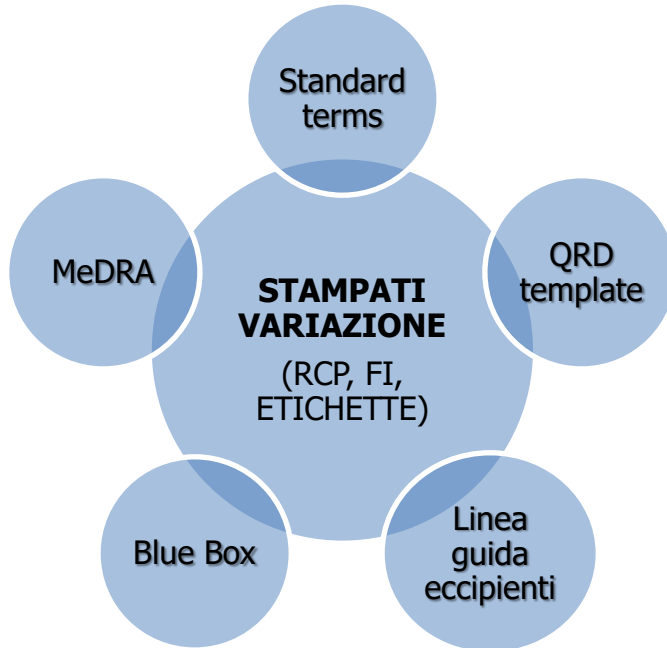 Standard
terms
MeDRA
QRD
template
STAMPATI
VARIAZIONE
(RCP, FI,
ETICHETTE)
Blue Box
Linea
guida
eccipienti